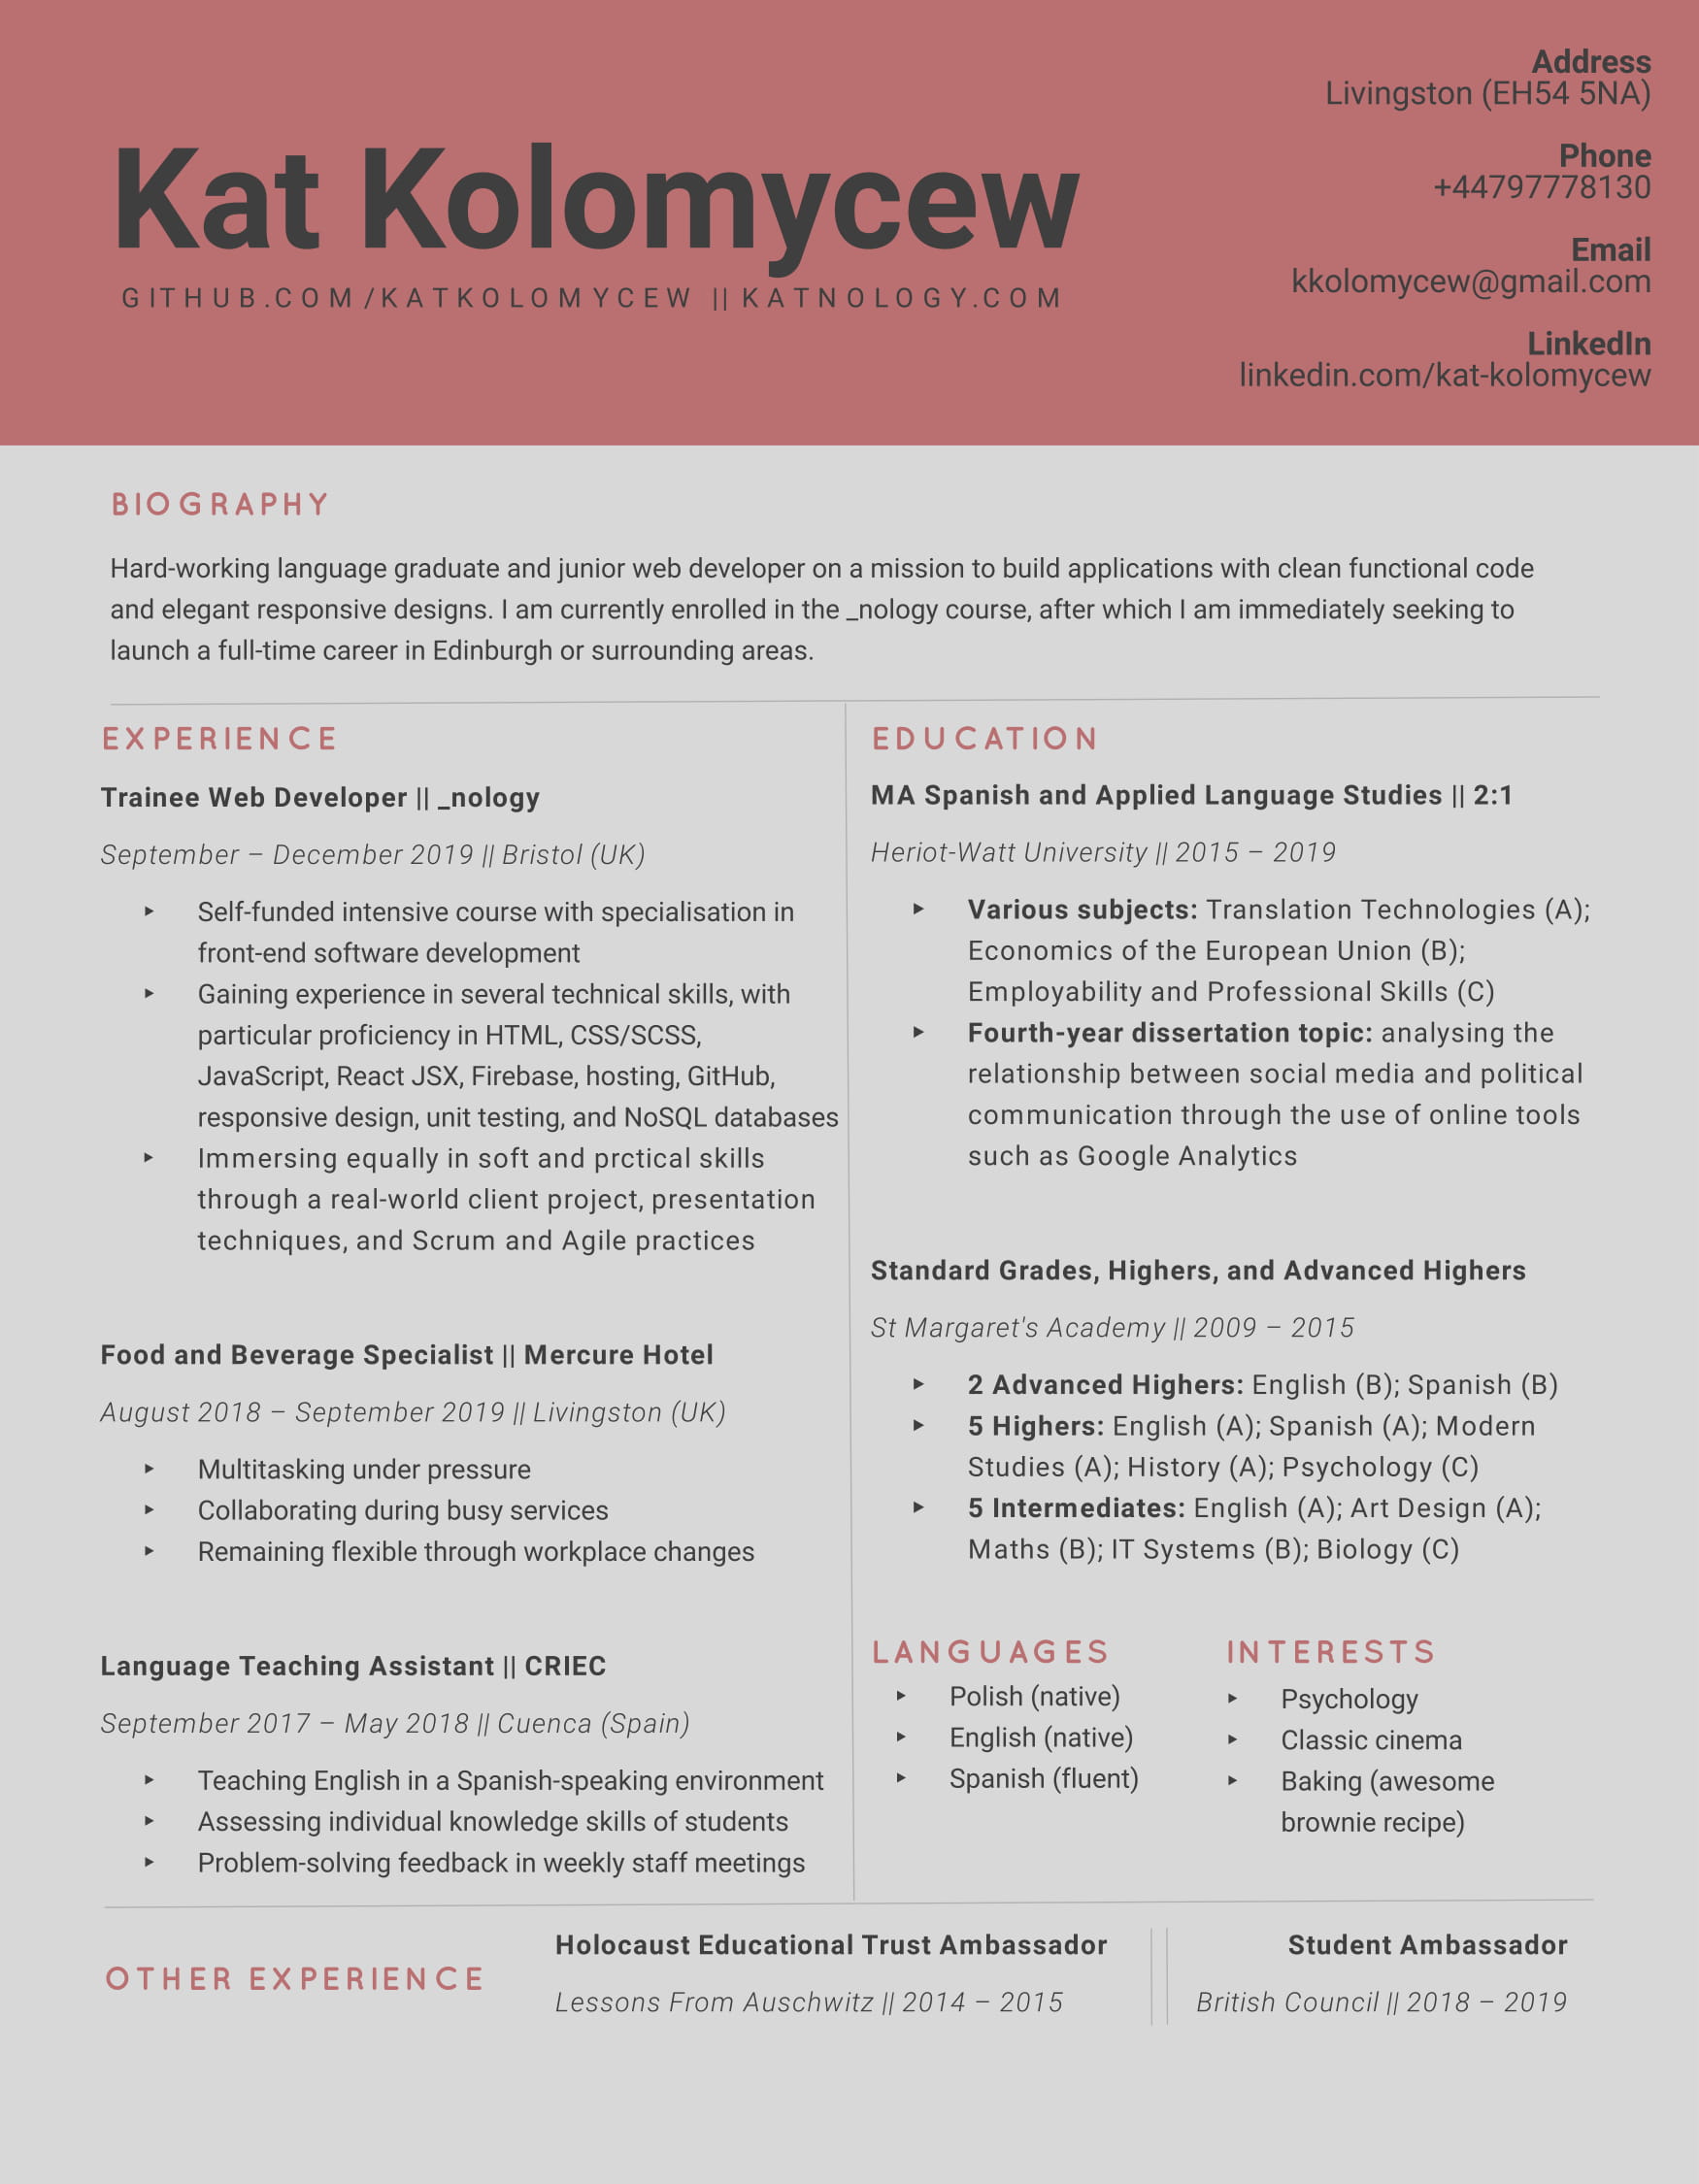 Kat Kolomycew
GITHUB.COM/KATKOLOMYCEW || KATNOLOGY.COM
Address
Livingston (EH54 5NA)
Phone
+44797778130
Email
kkolomycew@gmail.com
LinkedIn
linkedin.com/kat-kolomycew
BIOGRAPHY
Hard-working language graduate and junior web developer on a mission to build applications with clean functional code
and elegant responsive designs. I am currently enrolled in the _nology course, after which I am immediately seeking to
launch a full-time career in Edinburgh or surrounding areas.
EXPERIENCE
Trainee Web Developer || _nology
September – December 2019 || Bristol (UK)
‣ Self-funded intensive course with specialisation in
front-end software development
‣ Gaining experience in several technical skills, with
particular proficiency in HTML, CSS/SCSS,
JavaScript, React JSX, Firebase, hosting, GitHub,
responsive design, unit testing, and NoSQL databases
‣ Immersing equally in soft and prctical skills
through a real-world client project, presentation
techniques, and Scrum and Agile practices
Food and Beverage Specialist || Mercure Hotel
August 2018 – September 2019 || Livingston (UK)
‣ Multitasking under pressure
‣ Collaborating during busy services
‣ Remaining flexible through workplace changes
Language Teaching Assistant || CRIEC
September 2017 – May 2018 || Cuenca (Spain)
‣ Teaching English in a Spanish-speaking environment
‣ Assessing individual knowledge skills of students
‣ Problem-solving feedback in weekly staff meetings
EDUCATION
MA Spanish and Applied Language Studies || 2:1
Heriot-Watt University || 2015 – 2019
‣ Various subjects: Translation Technologies (A);
Economics of the European Union (B);
Employability and Professional Skills (C)
‣ Fourth-year dissertation topic: analysing the
relationship between social media and political
communication through the use of online tools
such as Google Analytics
Standard Grades, Highers, and Advanced Highers
St Margaret's Academy || 2009 – 2015
‣ 2 Advanced Highers: English (B); Spanish (B)
‣ 5 Highers: English (A); Spanish (A); Modern
Studies (A); History (A); Psychology (C)
‣ 5 Intermediates: English (A); Art Design (A);
Maths (B); IT Systems (B); Biology (C)
LANGUAGES
‣ Polish (native)
‣ English (native)
‣ Spanish (fluent)
INTERESTS
‣ Psychology
‣ Classic cinema
‣ Baking (awesome
brownie recipe)
OTHER EXPERIENCE
Holocaust Educational Trust Ambassador
Lessons From Auschwitz || 2014 – 2015
Student Ambassador
British Council || 2018 – 2019